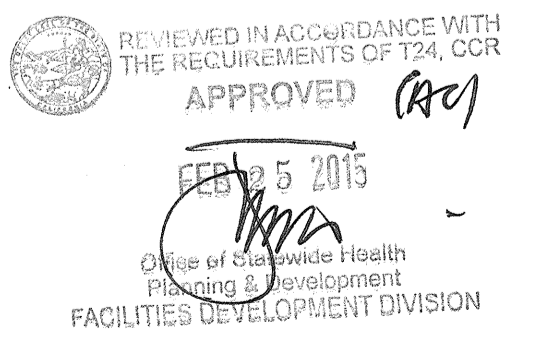 REVIEWED IN ACCORDANCE WITH
THE REQUIREMENTS OF T24, CCR
APPROVED
FEB 25 2015
Office of Statewide Health
Planning & Development
FACILITIES DEVELOPMENT DIVISION